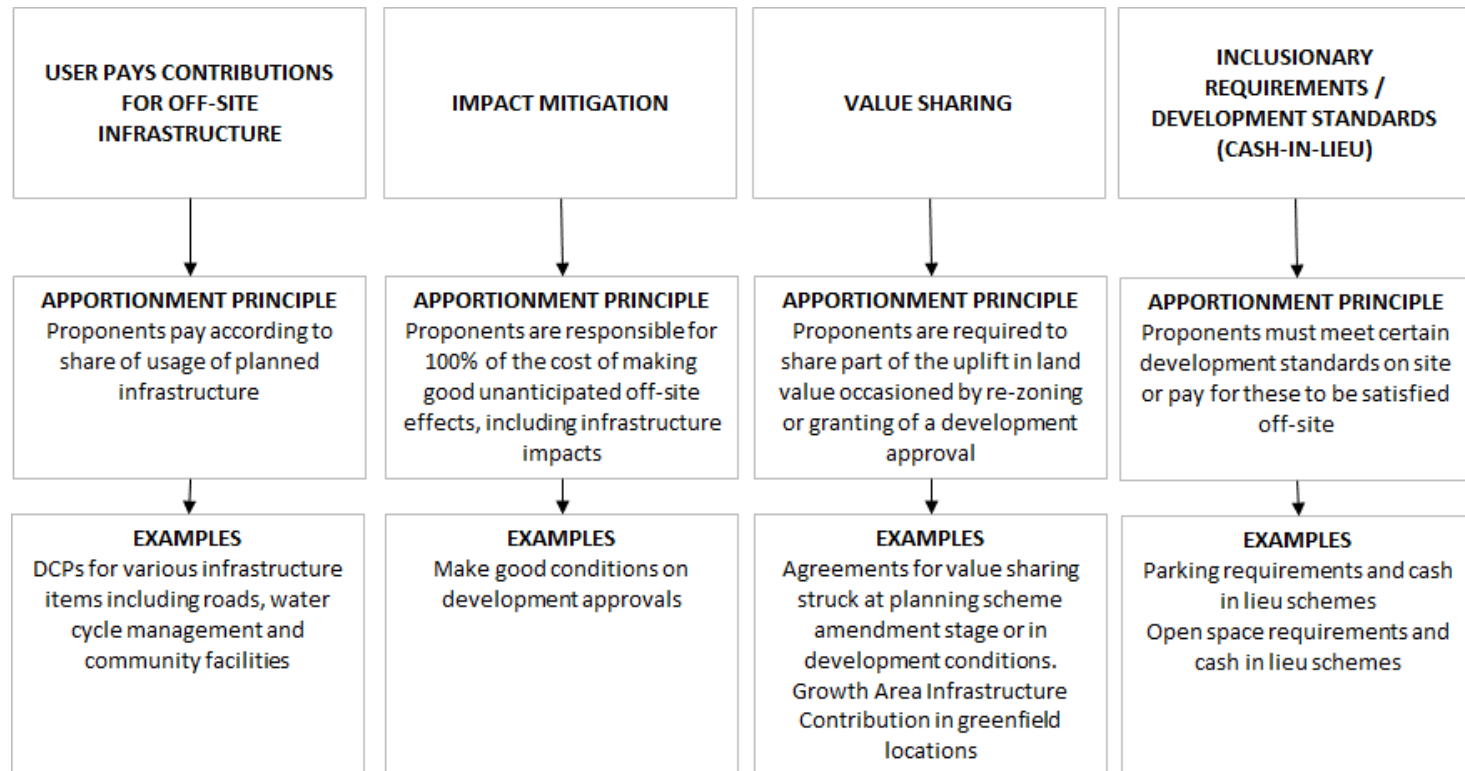 USER PAYS CONTRIBUTIONS
FOR OFF-SITE
INFRASTRUCTURE
IMPACT MITIGATION
VALUE SHARING
INCLUSIONARY
REQUIREMENTS /
DEVELOPMENT STANDARDS
(CASH-IN-LIEU)
APPORTIONMENT PRINCIPLE
Proponents pay according to
share of usage of planned
infrastructure
APPORTIONMENT PRINCIPLE
Proponents are responsible for
100% of the cost of making
good unanticipated off-site
effects, including infrastructure
impacts
APPORTIONMENT PRINCIPLE
Proponents are required to
share part of the uplift in land
value occasioned by re-zoning
or granting of a development
approval
APPORTIONMENT PRINCIPLE
Proponents must meet certain
development standards on site
or pay for these to be satisfied
off-site
EXAMPLES
DCPs for various infrastructure
items including roads, water
cycle management and
community facilities
EXAMPLES
Make good conditions on
development approvals
EXAMPLES
Agreements for value sharing
struck at planning scheme
amendment stage or in
development conditions.
Growth Area Infrastructure
Contribution in greenfield
locations
EXAMPLES
Parking requirements and cash
in lieu schemes
Open space requirements and
cash in lieu schemes